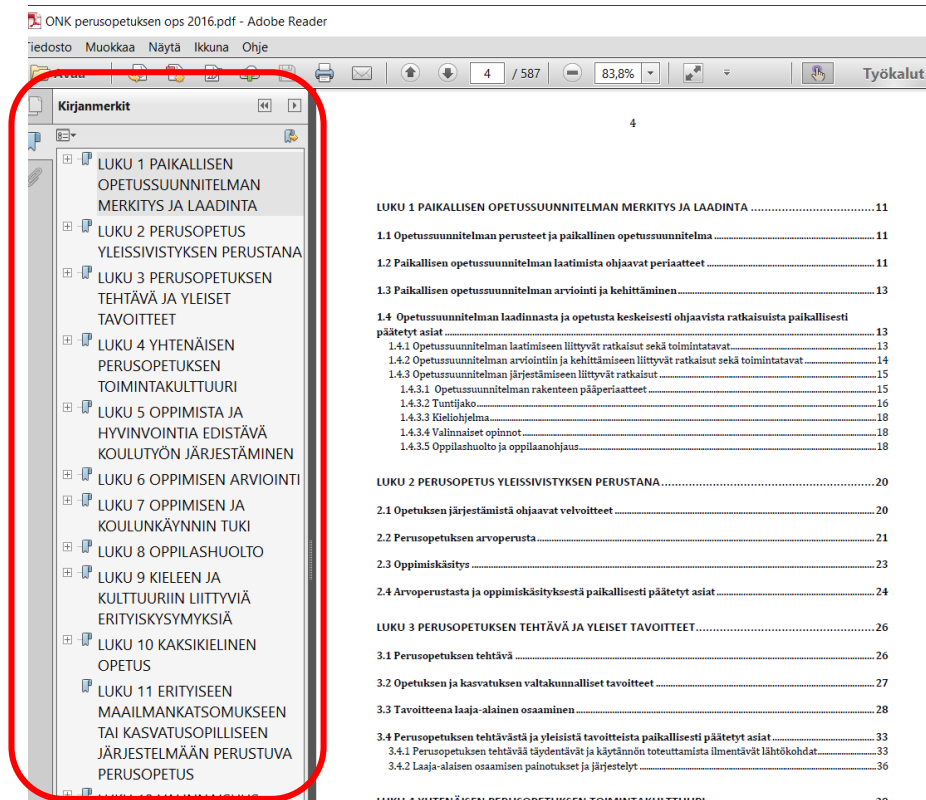 ONK perusopetuksen ops 2016.pdf - Adobe Reader
Tiedosto Muokkaa Näytä Ikkuna Ohje
Avaa 4 / 587 83,8% Työkalut
Kirjanmerkit
LUKU 1 PAIKALLISEN
OPETUSSUUNNITELMAN
MERKITYS JA LAADINTA
LUKU 2 PERUSOPETUS
YLEISSIVISTYKSEN PERUSTANA
LUKU 3 PERUSOPETUKSEN
TEHTÄVÄ JA YLEISET
TAVOITTEET
LUKU 4 YHTENÄISEN
PERUSOPETUKSEN
TOIMINTAKULTTUURI
LUKU 5 OPPIMISTA JA
HYVINVOINTIA EDISTÄVÄ
KOULUTYÖN JÄRJESTÄMINEN
LUKU 6 OPPIMISEN ARVIOINTI
LUKU 7 OPPIMISEN JA
KOULUNKÄYNNIN TUKI
LUKU 8 OPPILASHUOLTO
LUKU 9 KIELEEN JA
KULTTUURIIN LIITTYVIÄ
ERITYISKYSYMYKSIÄ
LUKU 10 KAKSIKIELINEN
OPETUS
LUKU 11 ERITYISEEN
MAAILMANKATSOMUKSEEN
TAI KASVATUSOPILLISEEN
JÄRJESTELMÄÄN PERUSTUVA
PERUSOPETUS
4
LUKU 1 PAIKALLISEN OPETUSSUUNNITELMAN MERKITYS JA LAADINTA ...................................11
1.1 Opetussuunnitelman perusteet ja paikallinen opetussuunnitelma ................................... 11
1.2 Paikallisen opetussuunnitelman laatimista ohjaavat periaatteet ................................... 11
1.3 Paikallisen opetussuunnitelman arviointi ja kehittäminen ................................... 13
1.4 Opetussuunnitelman laadinnasta ja opetusta keskeisesti ohjaavista ratkaisuista paikallisesti
päätetyt asiat ................................... 13
1.4.1 Opetussuunnitelman laatimiseen liittyvät ratkaisut sekä toimintatavat ................................... 13
1.4.2 Opetussuunnitelman arviointiin ja kehittämiseen liittyvät ratkaisut sekä toimintatavat ................................... 14
1.4.3 Opetussuunnitelman järjestämiseen liittyvät ratkaisut ................................... 15
1.4.3.1 Opetussuunnitelman rakenteen pääperiaatteet ................................... 15
1.4.3.2 Tuntijako ................................... 16
1.4.3.3 Kieliohjelma ................................... 18
1.4.3.4 Valinnaiset opinnot ................................... 18
1.4.3.5 Oppilashuolto ja oppilaanohjaus ................................... 18
LUKU 2 PERUSOPETUS YLEISSIVISTYKSEN PERUSTANA ................................... 20
2.1 Opetuksen järjestämistä ohjaavat velvoitteet ................................... 20
2.2 Perusopetuksen arvoperusta ................................... 21
2.3 Oppimiskäsitys ................................... 23
2.4 Arvoperustasta ja oppimiskäsityksestä paikallisesti päätetyt asiat ................................... 24
LUKU 3 PERUSOPETUKSEN TEHTÄVÄ JA YLEISET TAVOITTEET ................................... 26
3.1 Perusopetuksen tehtävä ................................... 26
3.2 Opetuksen ja kasvatuksen valtakunnalliset tavoitteet ................................... 27
3.3 Tavoitteena laaja-alainen osaaminen ................................... 28
3.4 Perusopetuksen tehtävästä ja yleisistä tavoitteista paikallisesti päätetyt asiat ................................... 33
3.4.1 Perusopetuksen tehtävää täydentävät ja käytännön toteuttamista ilmentävät lähtökohdat ................................... 33
3.4.2 Laaja-alaisen osaamisen painotukset ja järjestelyt ................................... 36